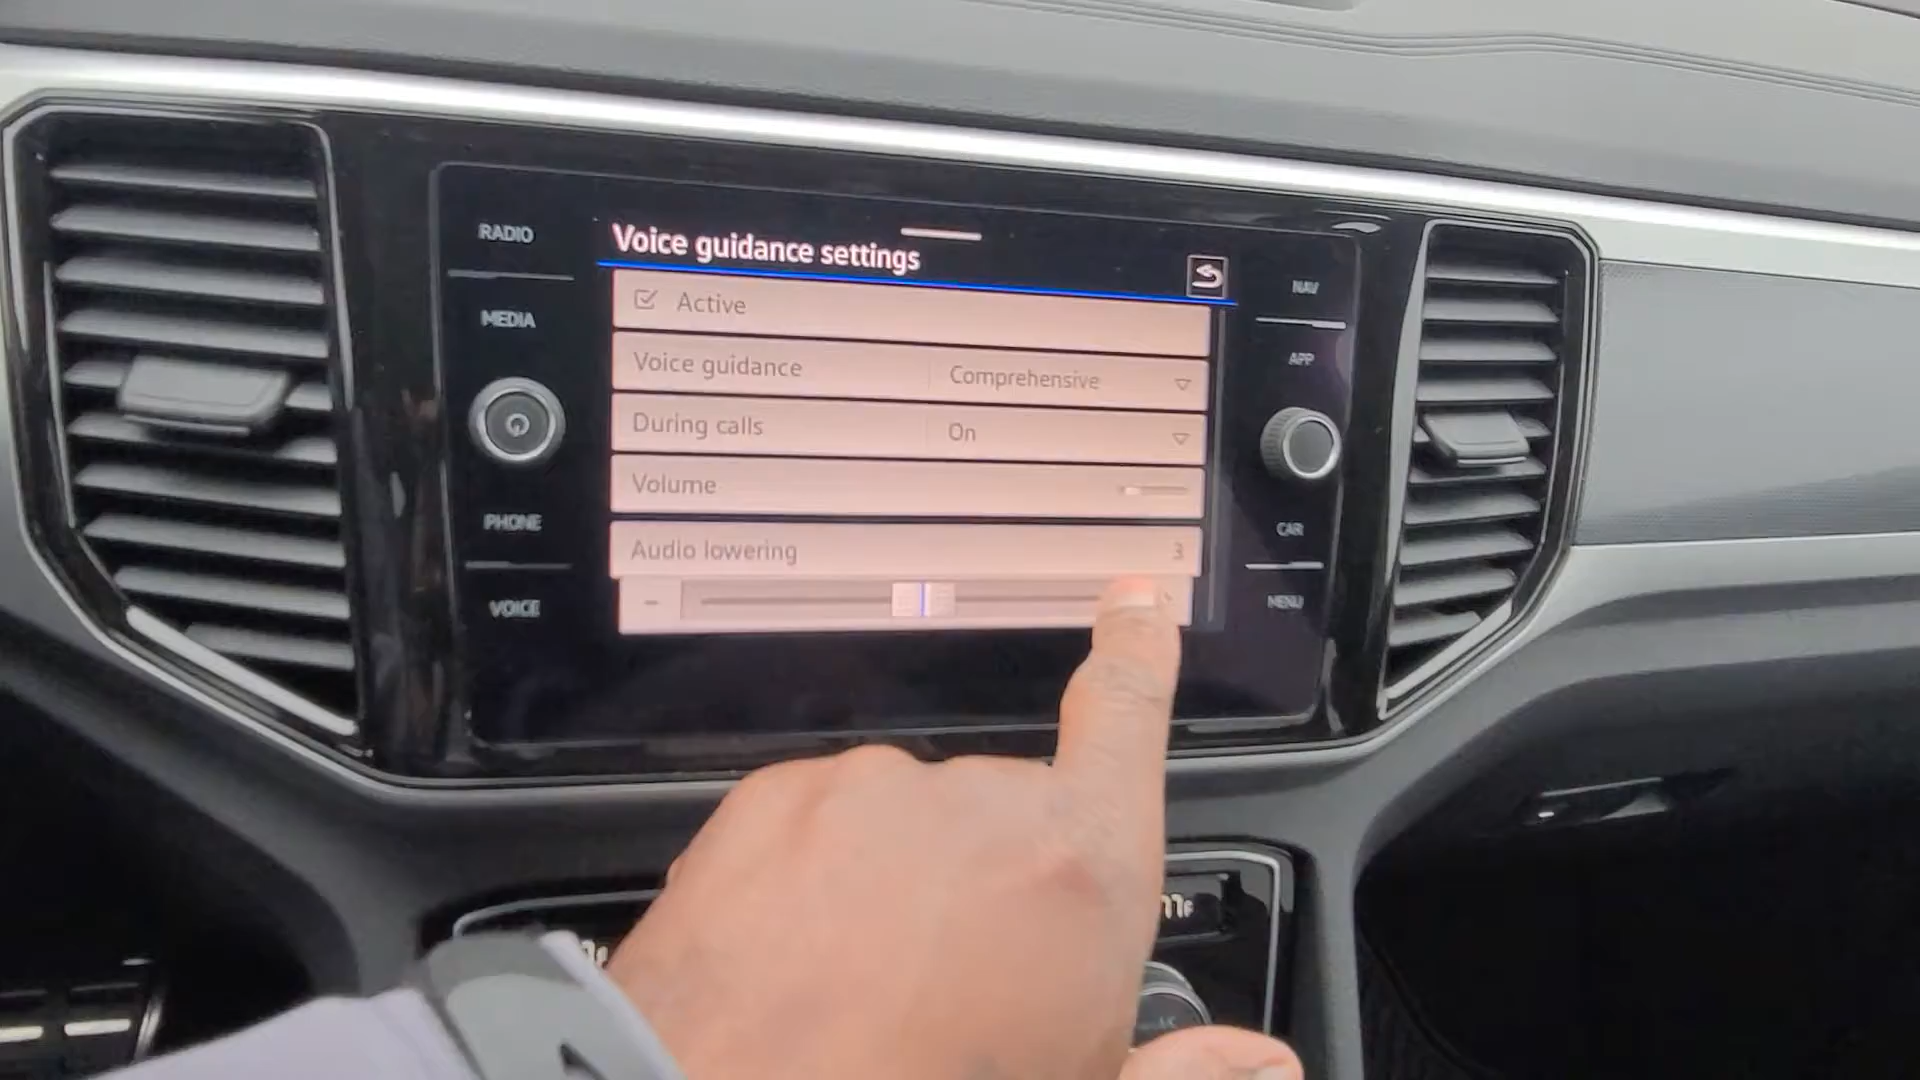 RADIO
MEDIA
PHONE
VOICE
Voice guidance settings
Active
Voice guidance Comprehensive
During calls On
Volume
Audio lowering 3
−
NAV
APP
CAR
MENU